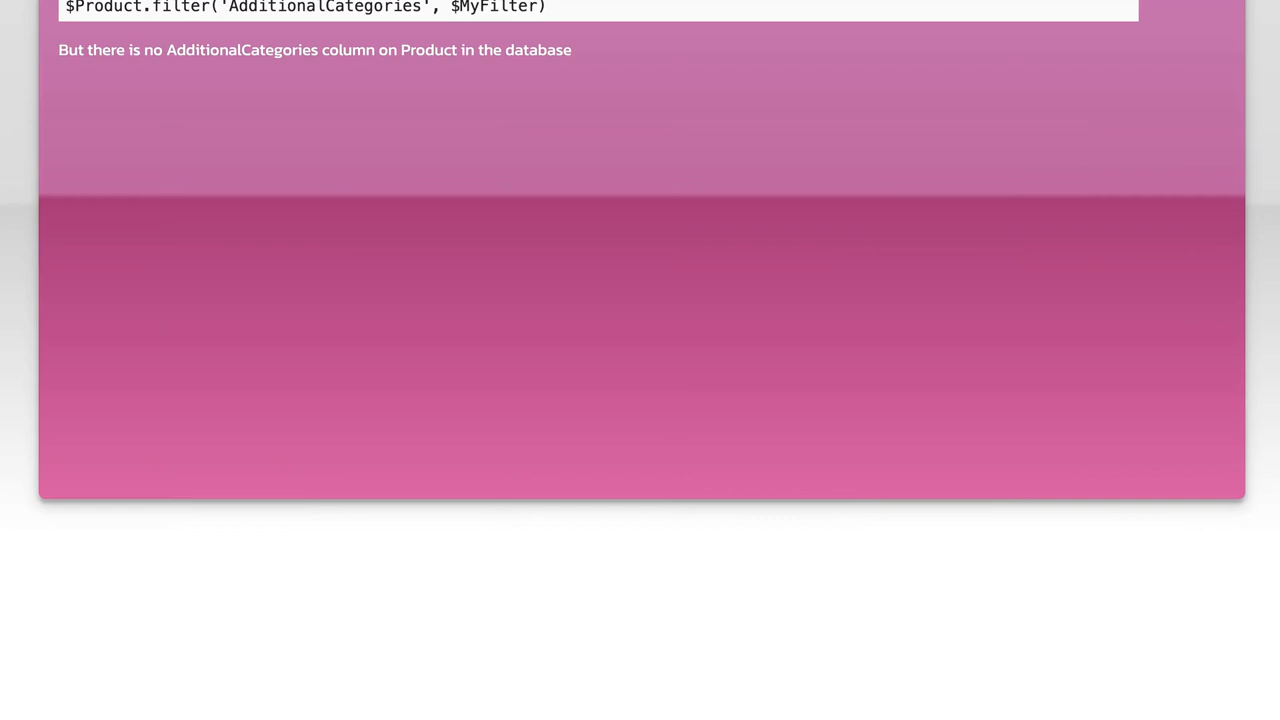 $Product.filter('AdditionalCategories', $MyFilter)
But there is no AdditionalCategories column on Product in the database